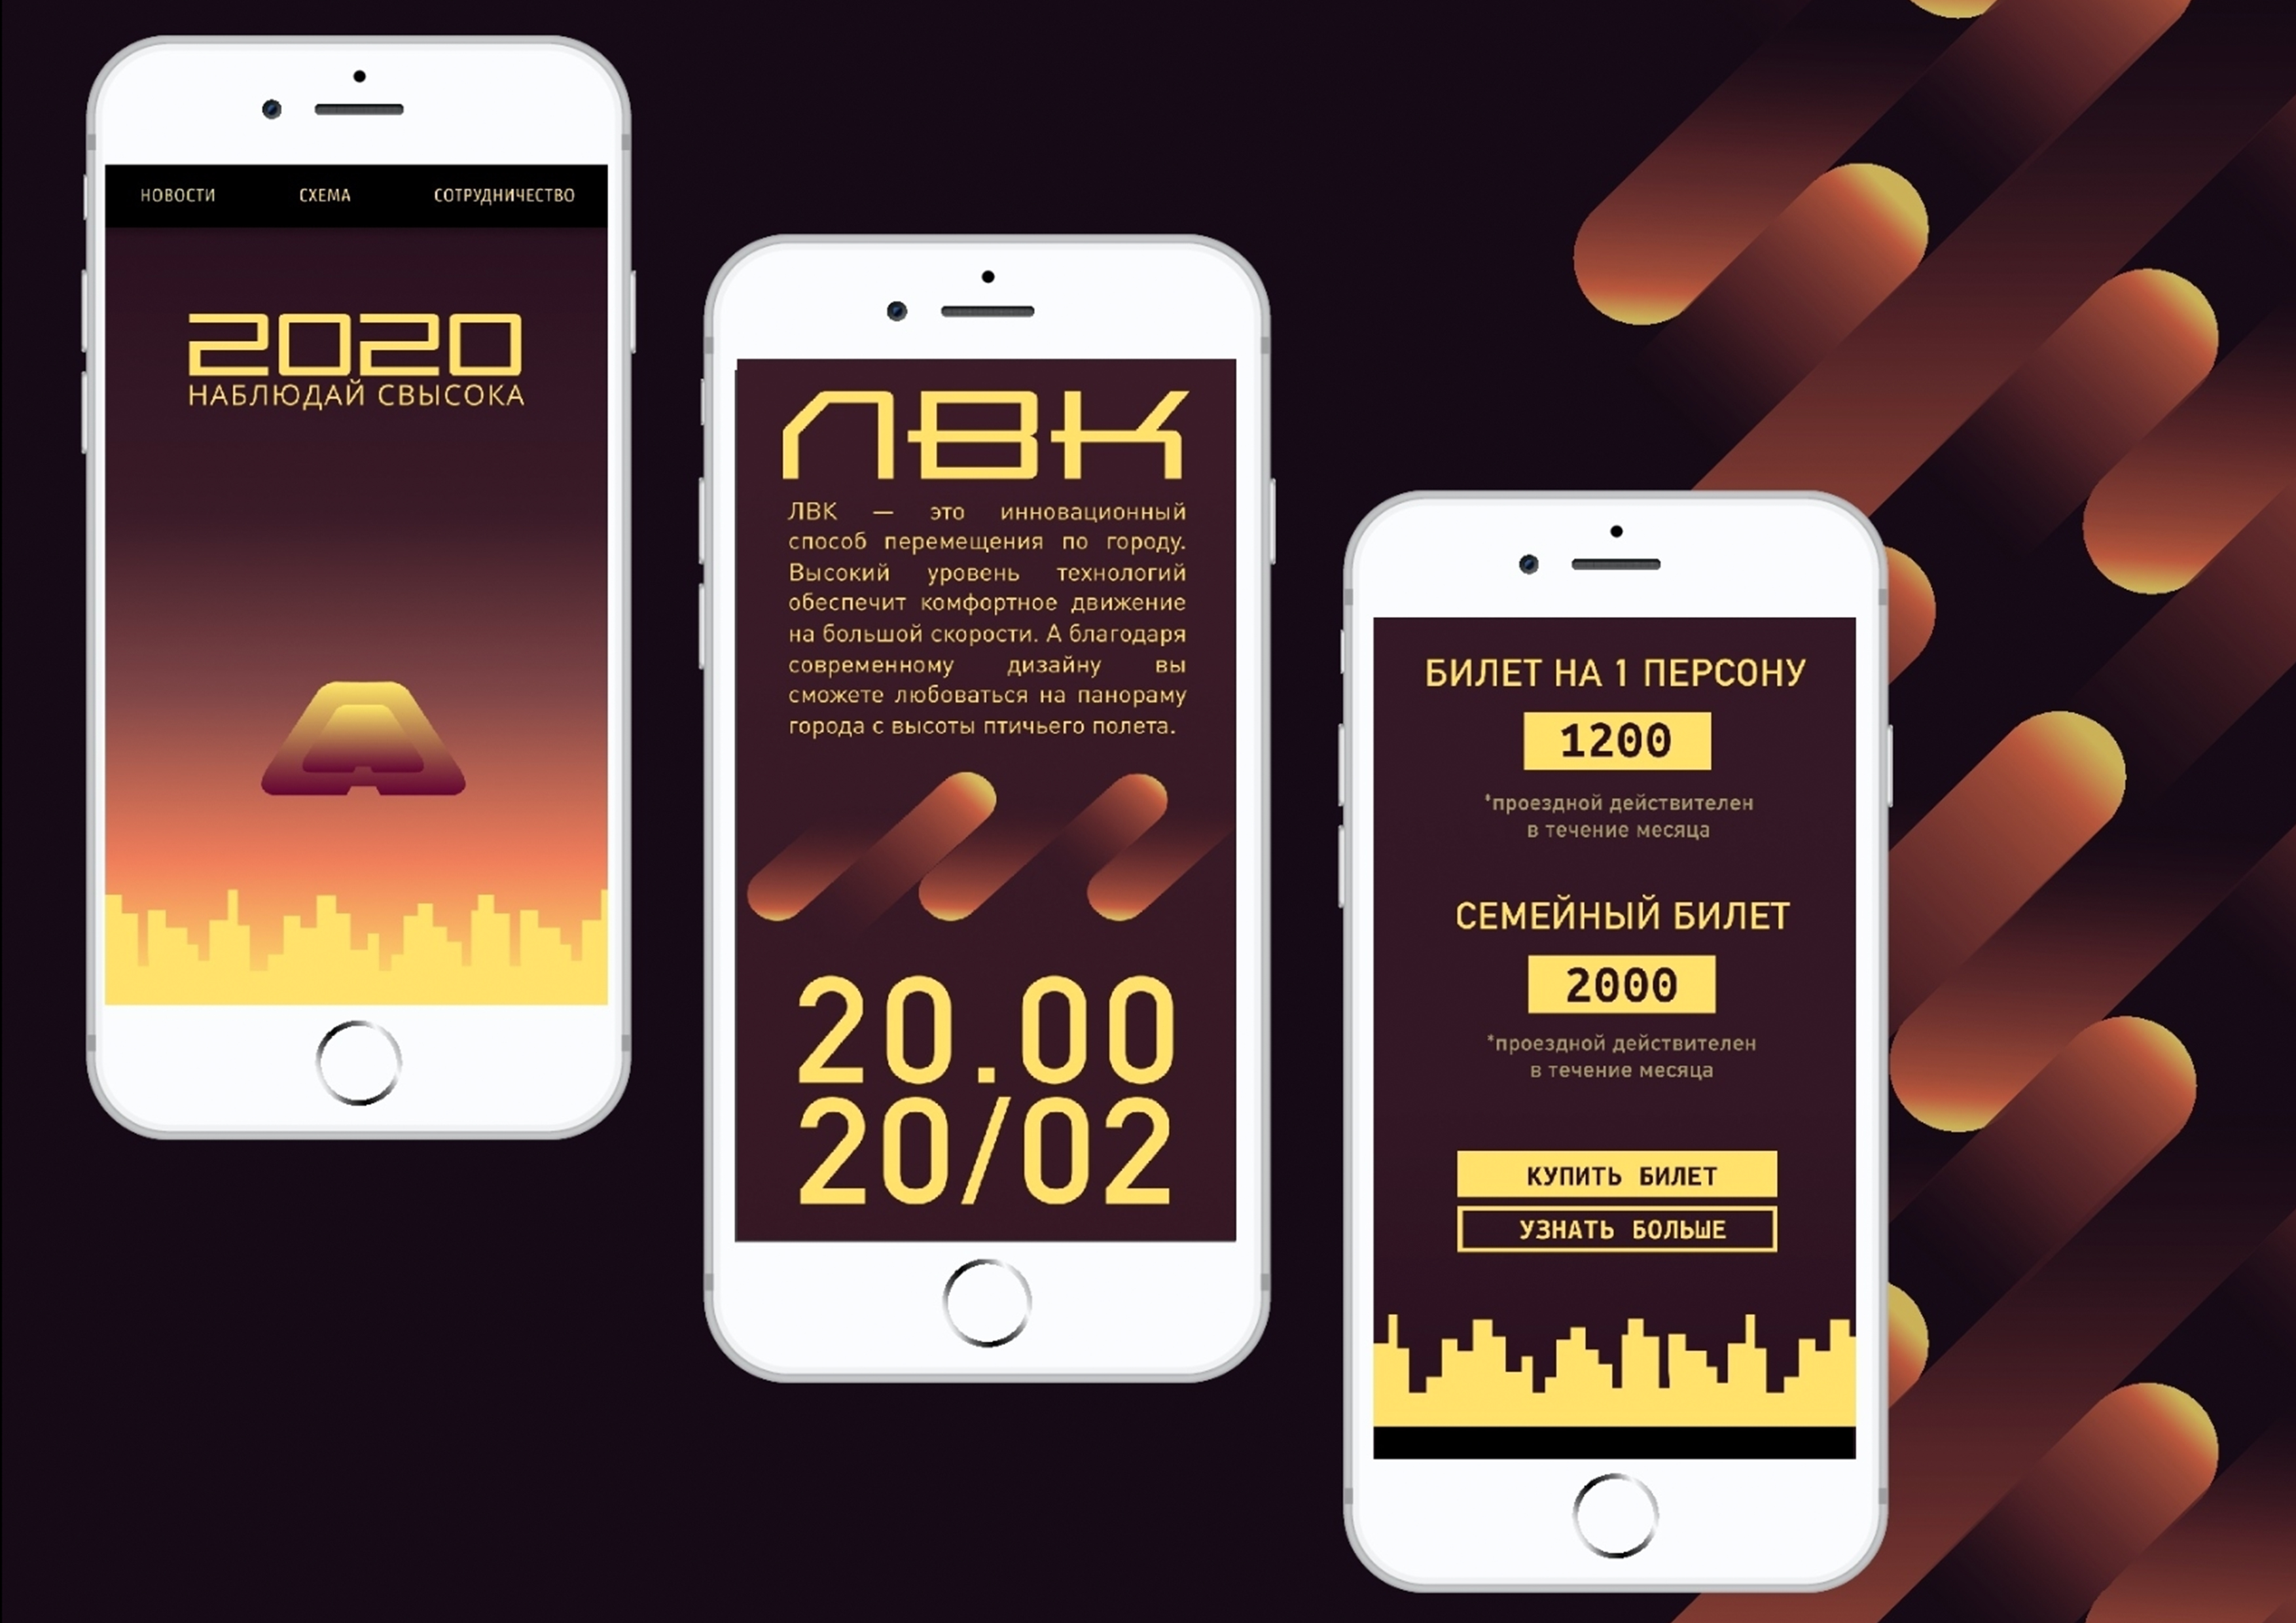 НОВОСТИ СХЕМА СОТРУДНИЧЕСТВО
2020
НАБЛЮДАЙ СВЫСОКА
ЛВК
ЛВК — это инновационный
способ перемещения по городу.
Высокий уровень технологий
обеспечит комфортное движение
на большой скорости. А благодаря
современному дизайну вы
сможете любоваться на панораму
города с высоты птичьего полета.
20.00
20/02
БИЛЕТ НА 1 ПЕРСОНУ
1200
*проездной действителен
в течение месяца
СЕМЕЙНЫЙ БИЛЕТ
2000
*проездной действителен
в течение месяца
КУПИТЬ БИЛЕТ
УЗНАТЬ БОЛЬШЕ